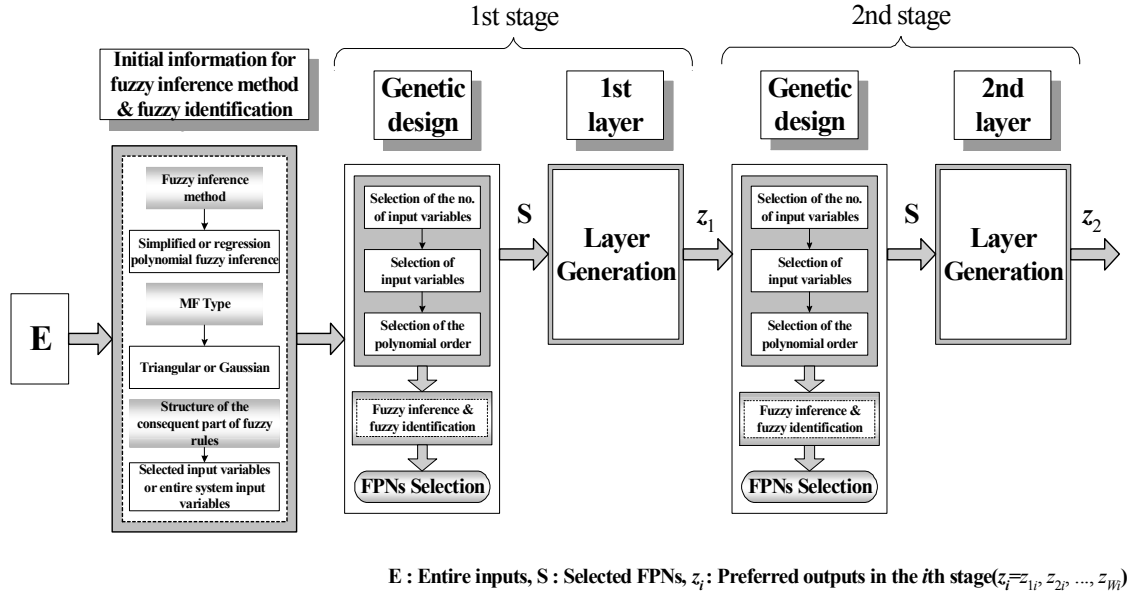 1st stage
2nd stage
Initial information for
fuzzy inference method
& fuzzy identification
Genetic
design
1st
layer
Genetic
design
2nd
layer
E
Fuzzy inference
method
Simplified or regression
polynomial fuzzy inference
MF Type
Triangular or Gaussian
Structure of the
consequent part of fuzzy
rules
Selected input variables
or entire system input
variables
Selection of the no.
of input variables
Selection of
input variables
Selection of the
polynomial order
Fuzzy inference &
fuzzy identification
FPNs Selection
S
Layer
Generation
z1
Selection of the no.
of input variables
Selection of
input variables
Selection of the
polynomial order
Fuzzy inference &
fuzzy identification
FPNs Selection
S
Layer
Generation
z2
E : Entire inputs, S : Selected FPNs, zi : Preferred outputs in the ith stage(zi=z1i, z2i, ..., zWi)